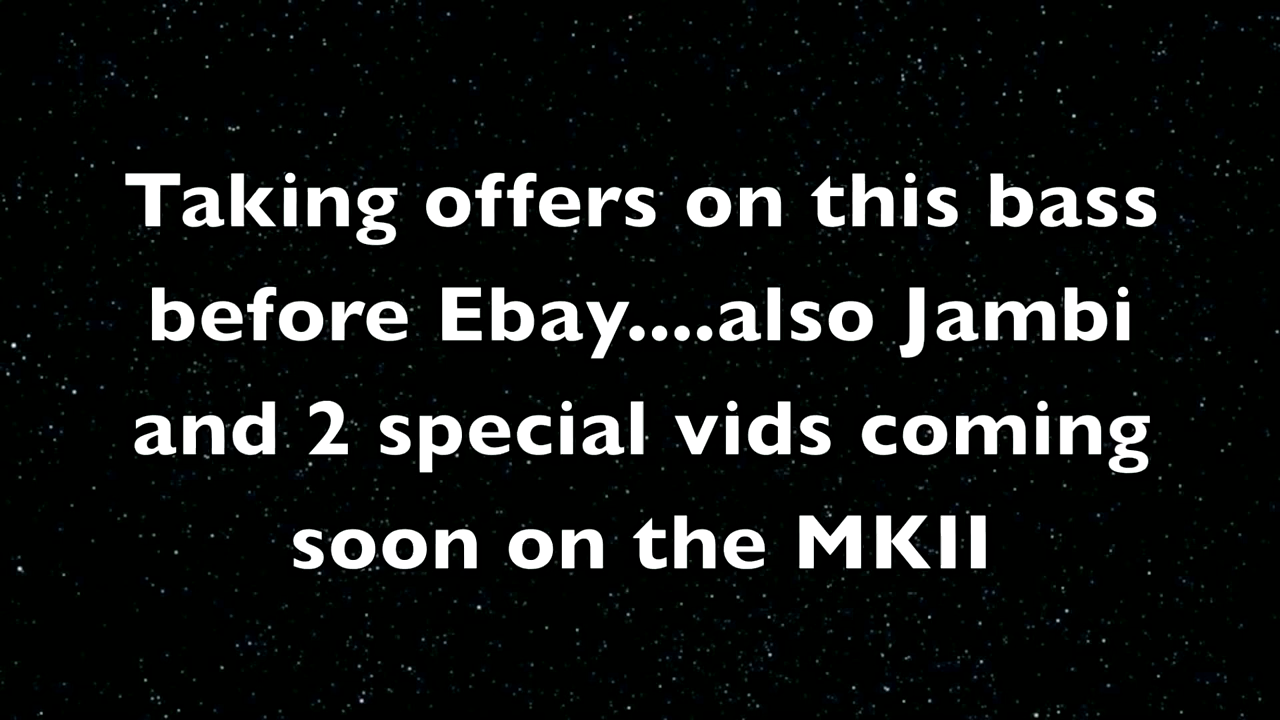 Taking offers on this bass
before Ebay....also Jambi
and 2 special vids coming
soon on the MKII